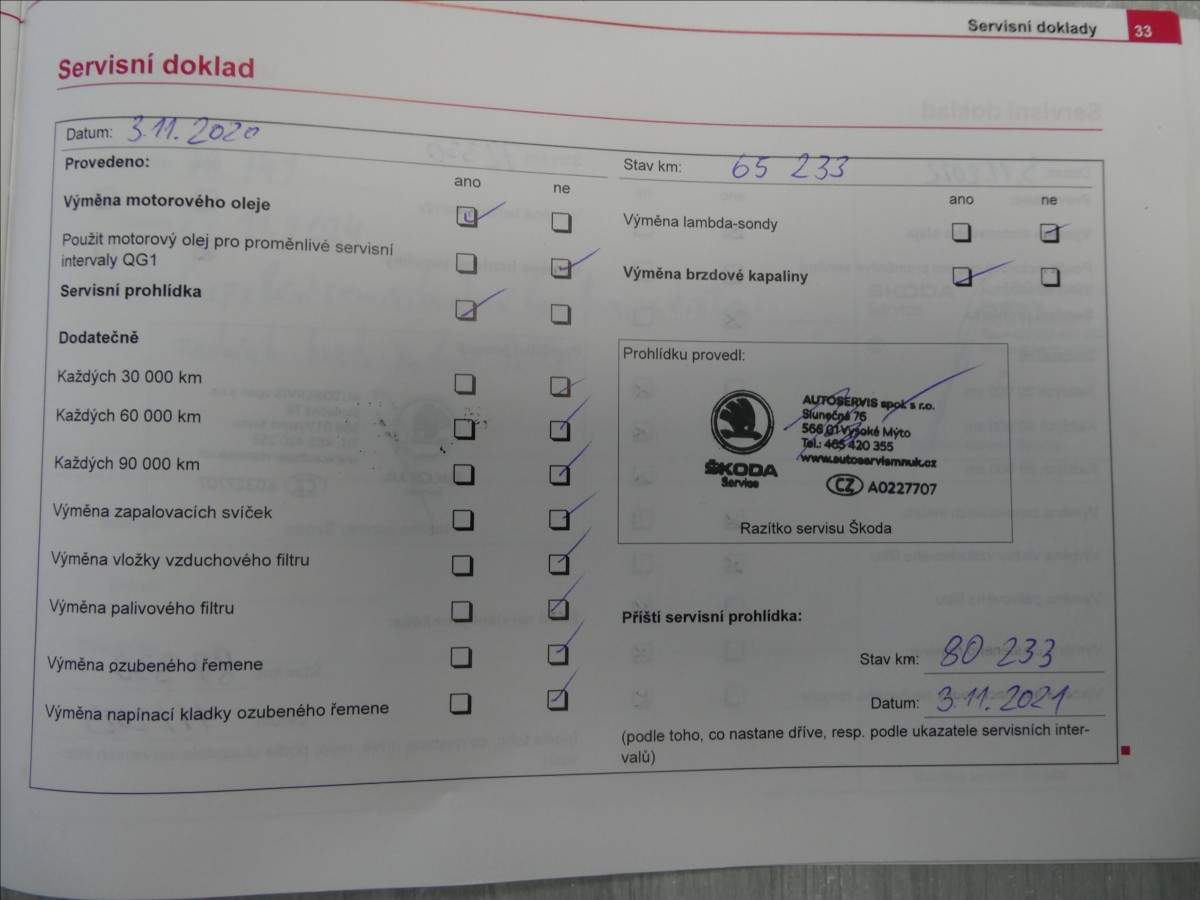 Servisní doklady 33
Servisní doklad
Datum: 3.11.2020
Provedeno:
ano ne
Výměna motorového oleje
Použit motorový olej pro proměnlivé servisní
intervaly QG1
Servisní prohlídka
Dodatečně
Každých 30 000 km
Každých 60 000 km
Každých 90 000 km
Výměna zapalovacích svíček
Výměna vložky vzduchového filtru
Výměna palivového filtru
Výměna ozubeného řemene
Výměna napínací kladky ozubeného řemene
Stav km: 65 233
ano ne
Výměna lambda-sondy
Výměna brzdové kapaliny
Prohlídku provedl:
AUTOSERVIS spol. s r.o.
Slunečná 76
566 01 Vysoké Mýto
Tel.: 465 420 355
www.autoservismnuk.cz
ŠKODA
Service
CZ A0227707
Razítko servisu Škoda
Příští servisní prohlídka:
Stav km: 80 233
Datum: 3.11.2021
(podle toho, co nastane dříve, resp. podle ukazatele servisních inter-
valů)